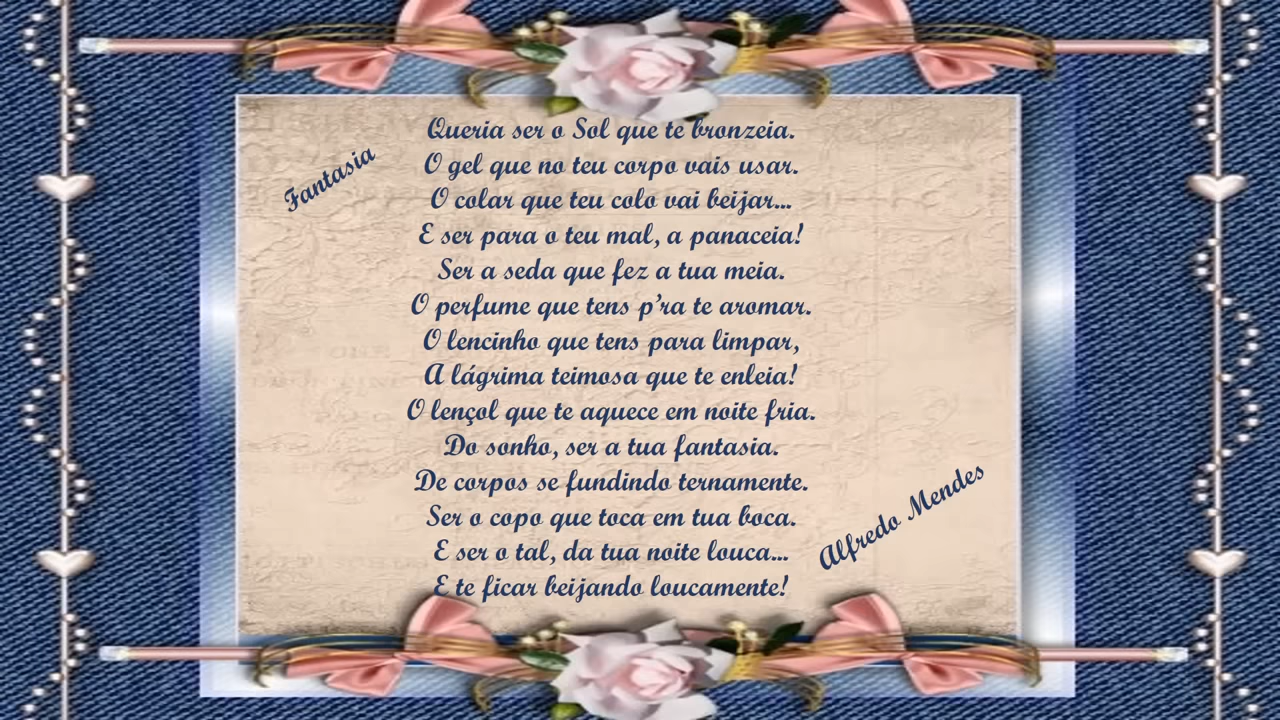 Fantasia
Queria ser o Sol que te bronzeia.
O gel que no teu corpo vais usar.
O colar que teu colo vai beijar...
E ser para o teu mal, a panaceia!
Ser a seda que fez a tua meia.
O perfume que tens p’ra te aromar.
O lencinho que tens para limpar,
A lágrima teimosa que te enleia!
O lençol que te aquece em noite fria.
Do sonho, ser a tua fantasia.
De corpos se fundindo ternamente.
Ser o copo que toca em tua boca.
E ser o tal, da tua noite louca...
E te ficar beijando loucamente!
Alfredo Mendes